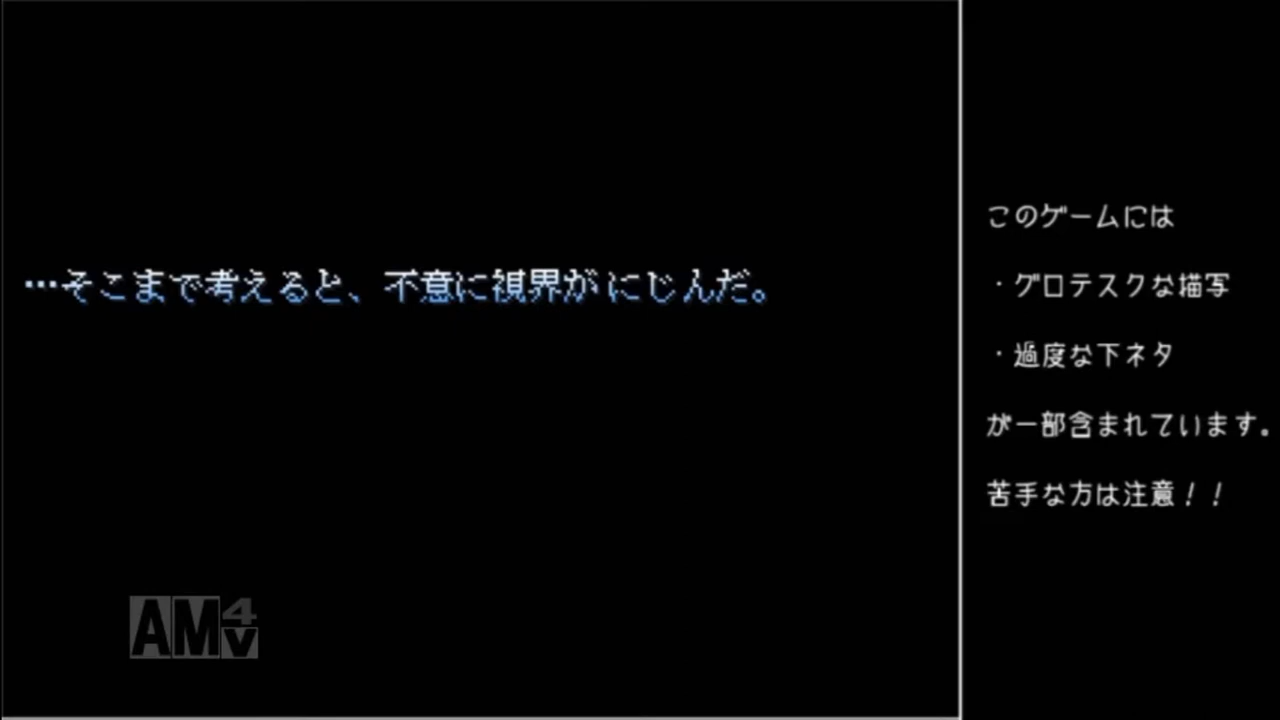 …そこまで考えると、不意に視界がにじんだ。
このゲームには
・グロテスクな描写
・過度な下ネタ
が一部含まれています。
苦手な方は注意！！
AM4v